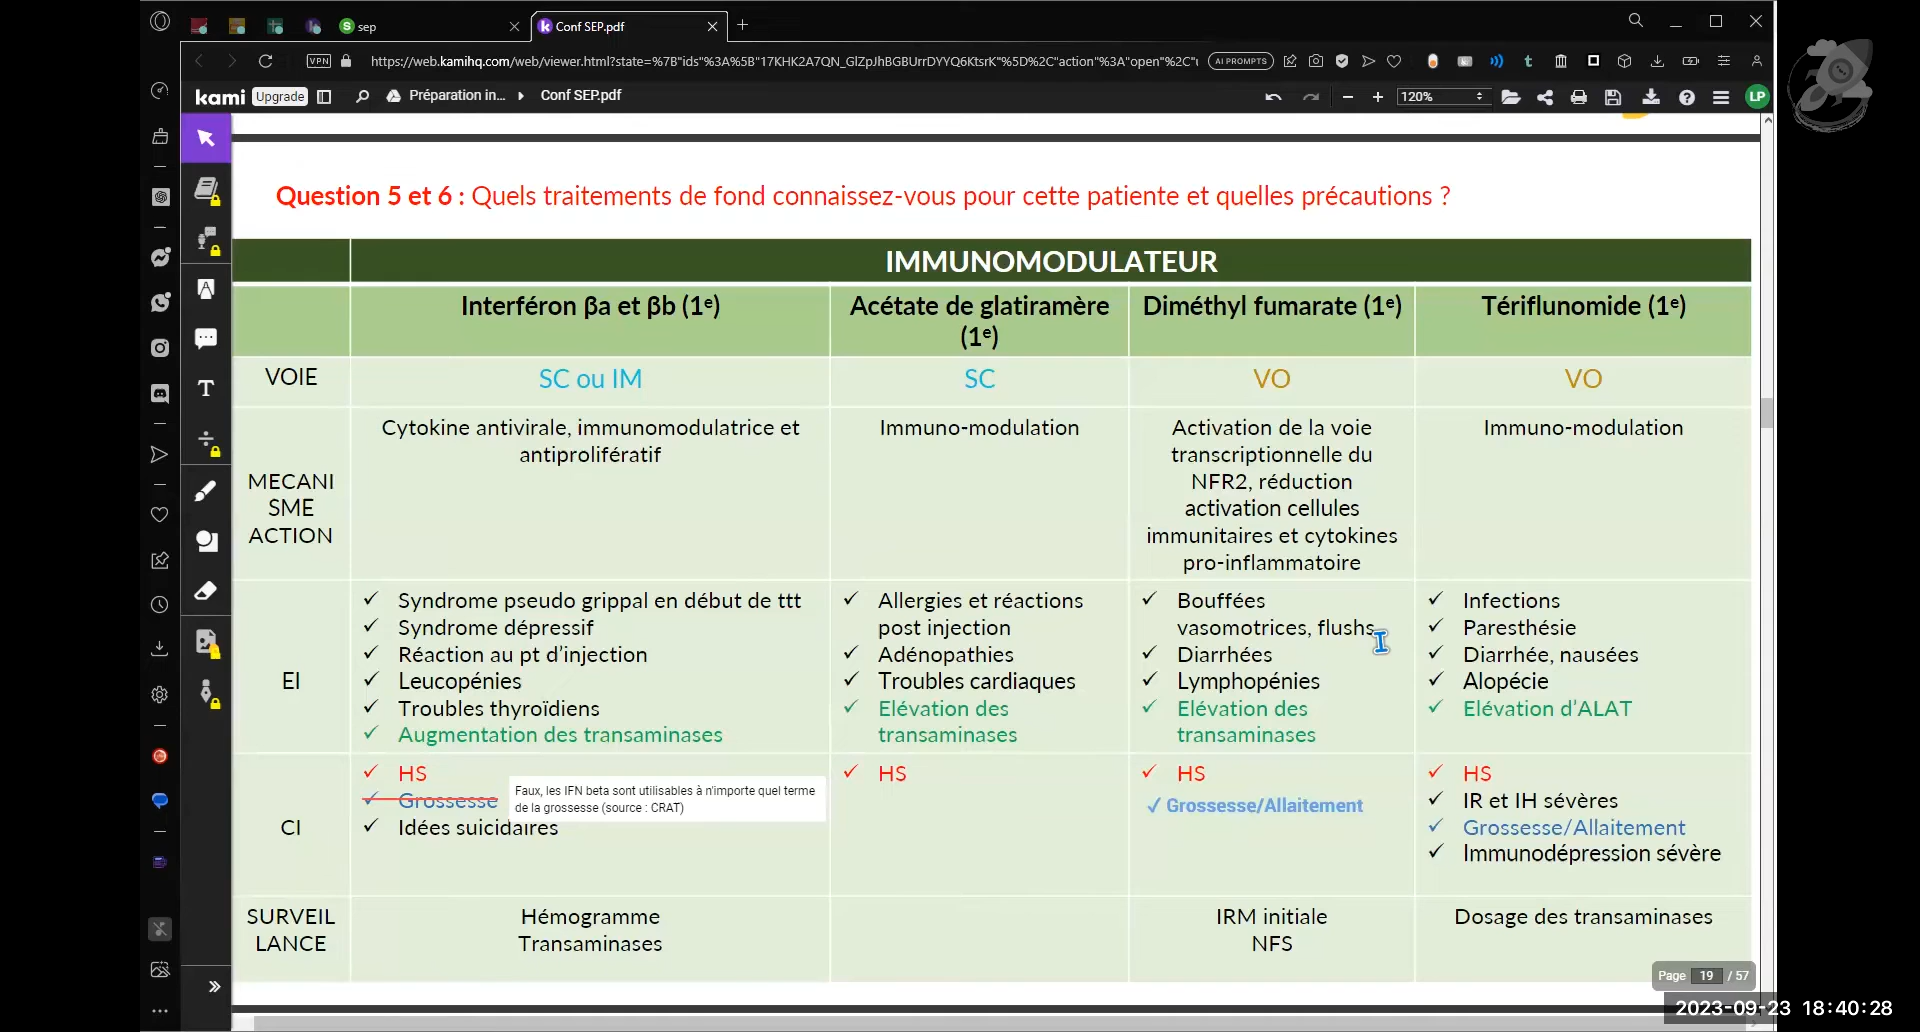 sep
Conf SEP.pdf
VPN
https://web.kamihq.com/web/viewer.html?state=%7B"ids"%3A%5B"17KHK2A7QN_GlZpJhBGBUrrDYYQ6KtsrK"%5D%2C"action"%3A"open"%2C"u
AI PROMPTS
kami
Upgrade
Préparation in...
Conf SEP.pdf
120%
LP
Question 5 et 6 : Quels traitements de fond connaissez-vous pour cette patiente et quelles précautions ?
IMMUNOMODULATEUR
Interféron βa et βb (1e)
Acétate de glatiramère
(1e)
Diméthyl fumarate (1e)
Tériflunomide (1e)
VOIE
SC ou IM
SC
VO
VO
MECANI
SME
ACTION
Cytokine antivirale, immunomodulatrice et
antiprolifératif
Immuno-modulation
Activation de la voie
transcriptionnelle du
NFR2, réduction
activation cellules
immunitaires et cytokines
pro-inflammatoire
Immuno-modulation
EI
✓ Syndrome pseudo grippal en début de ttt
✓ Syndrome dépressif
✓ Réaction au pt d'injection
✓ Leucopénies
✓ Troubles thyroïdiens
✓ Augmentation des transaminases
✓ Allergies et réactions
post injection
✓ Adénopathies
✓ Troubles cardiaques
✓ Elévation des
transaminases
✓ Bouffées
vasomotrices, flushs
✓ Diarrhées
✓ Lymphopénies
✓ Elévation des
transaminases
✓ Infections
✓ Paresthésie
✓ Diarrhée, nausées
✓ Alopécie
✓ Elévation d'ALAT
CI
✓ HS
✓ Grossesse
✓ Idées suicidaires
Faux, les IFN beta sont utilisables à n'importe quel terme
de la grossesse (source : CRAT)
✓ HS
✓ HS
✓ Grossesse/Allaitement
✓ HS
✓ IR et IH sévères
✓ Grossesse/Allaitement
✓ Immunodépression sévère
SURVEIL
LANCE
Hémogramme
Transaminases
IRM initiale
NFS
Dosage des transaminases
Page 19 / 57
2023-09-23 18:40:28